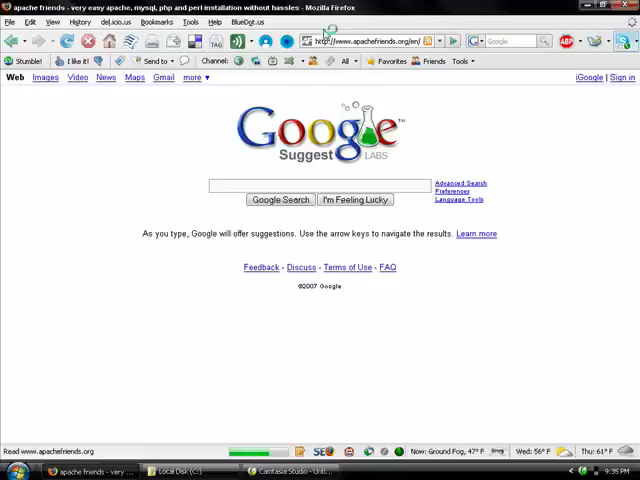 apache friends - very easy apache, mysql, php and perl installation without hassles - Mozilla Firefox
File Edit View History del.icio.us Bookmarks Tools Help BlueDot.us
TAG http://www.apachefriends.org/en/ Google ABP
Stumble! I like it! Send to Channel: All Favorites Friends Tools
Web Images Video News Maps Gmail more ▼ iGoogle | Sign in
Google™
Suggest LABS
Advanced Search
Preferences
Language Tools
Google Search I'm Feeling Lucky
As you type, Google will offer suggestions. Use the arrow keys to navigate the results. Learn more
Feedback - Discuss - Terms of Use - FAQ
©2007 Google
Read www.apachefriends.org Now: Ground Fog, 47° F Wed: 56° F Thu: 61° F
apache friends - very ... Local Disk (C:) Camtasia Studio - Unti... 9:35 PM